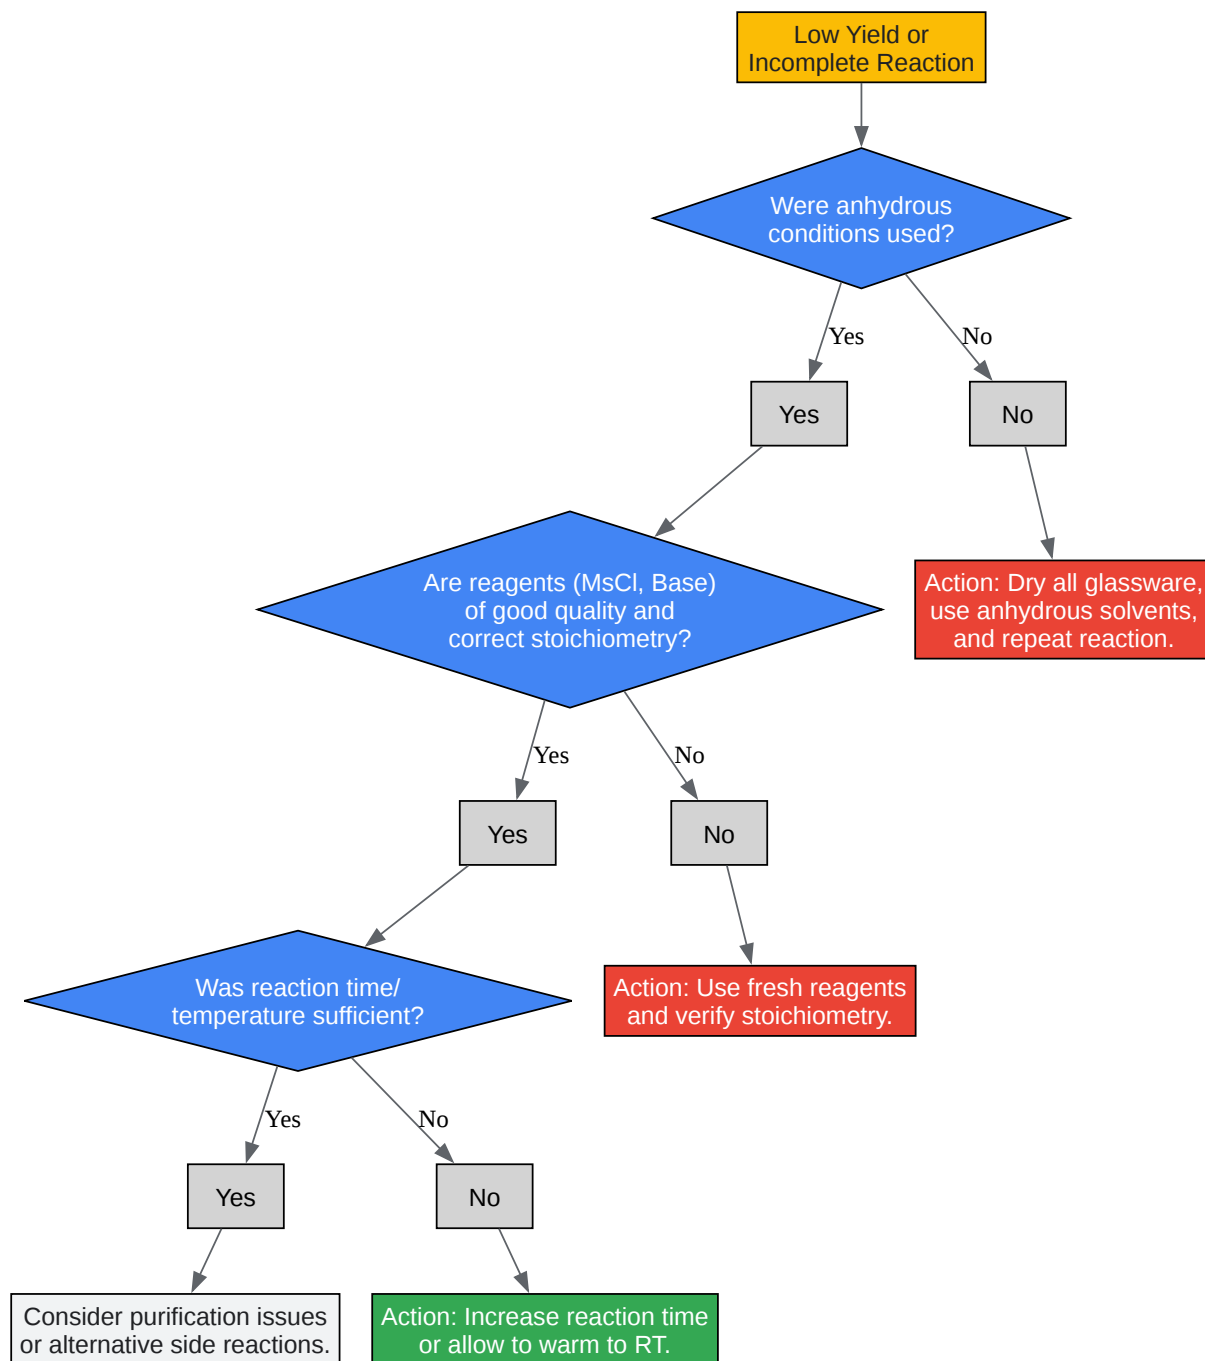 Low Yield or
Incomplete Reaction
Were anhydrous
conditions used?
Yes
No
Yes
No
Are reagents (MsCl, Base)
of good quality and
correct stoichiometry?
Action: Dry all glassware,
use anhydrous solvents,
and repeat reaction.
Yes
No
Yes
No
Was reaction time/
temperature sufficient?
Action: Use fresh reagents
and verify stoichiometry.
Yes
No
Yes
No
Consider purification issues
or alternative side reactions.
Action: Increase reaction time
or allow to warm to RT.